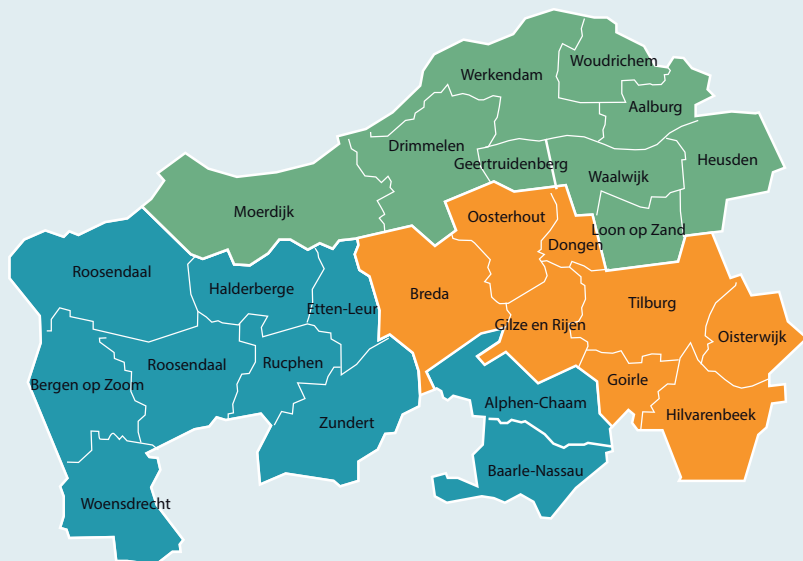 Woudrichem
Werkendam
Aalburg
Drimmelen
Geertruidenberg
Heusden
Waalwijk
Moerdijk
Oosterhout
Loon op Zand
Dongen
Roosendaal
Halderberge
Breda
Tilburg
Etten-Leur
Gilze en Rijen
Oisterwijk
Rucphen
Roosendaal
Bergen op Zoom
Goirle
Alphen-Chaam
Hilvarenbeek
Zundert
Baarle-Nassau
Woensdrecht